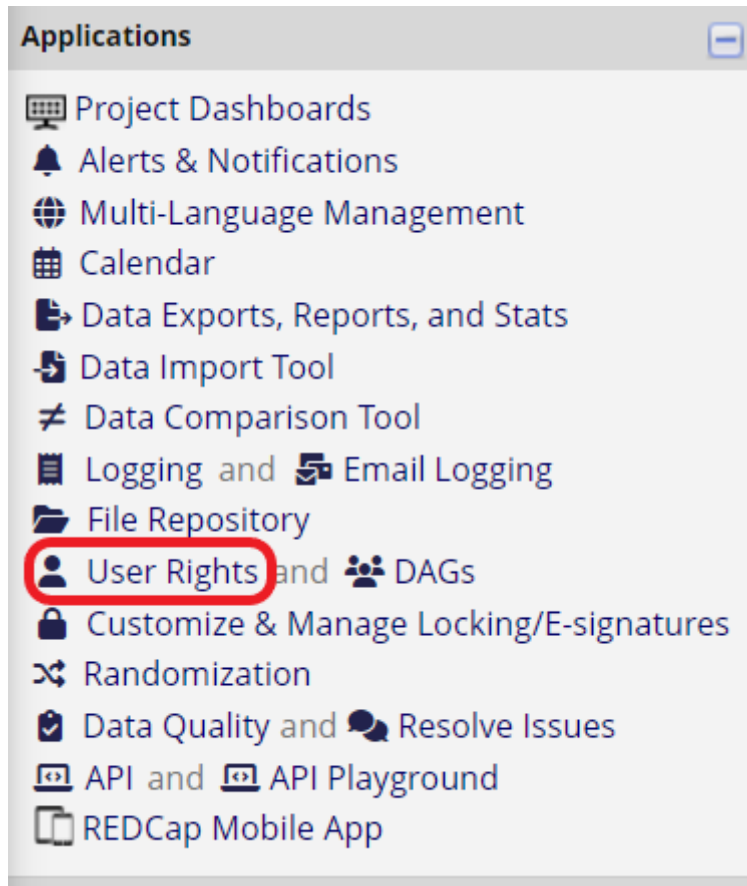 Applications
Project Dashboards
Alerts & Notifications
Multi-Language Management
Calendar
Data Exports, Reports, and Stats
Data Import Tool
Data Comparison Tool
Logging and Email Logging
File Repository
User Rights and DAGs
Customize & Manage Locking/E-signatures
Randomization
Data Quality and Resolve Issues
API and API Playground
REDCap Mobile App